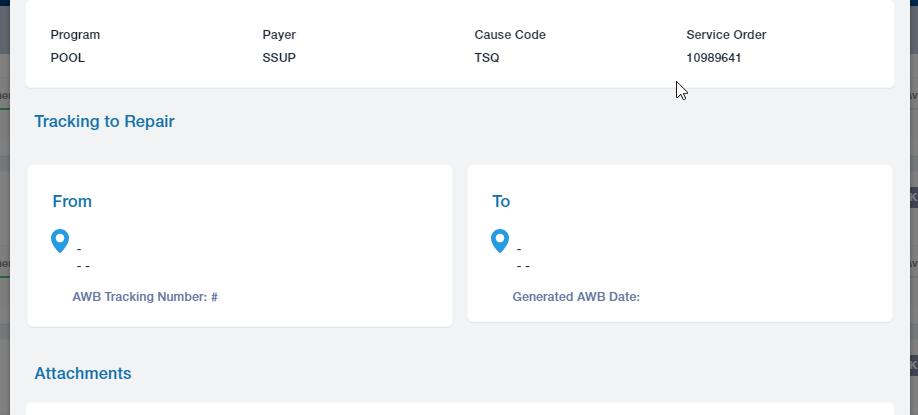 Program Payer Cause Code Service Order
POOL SSUP TSQ 10989641
Tracking to Repair
From
-
- -
AWB Tracking Number: #
To
-
- -
Generated AWB Date:
Attachments